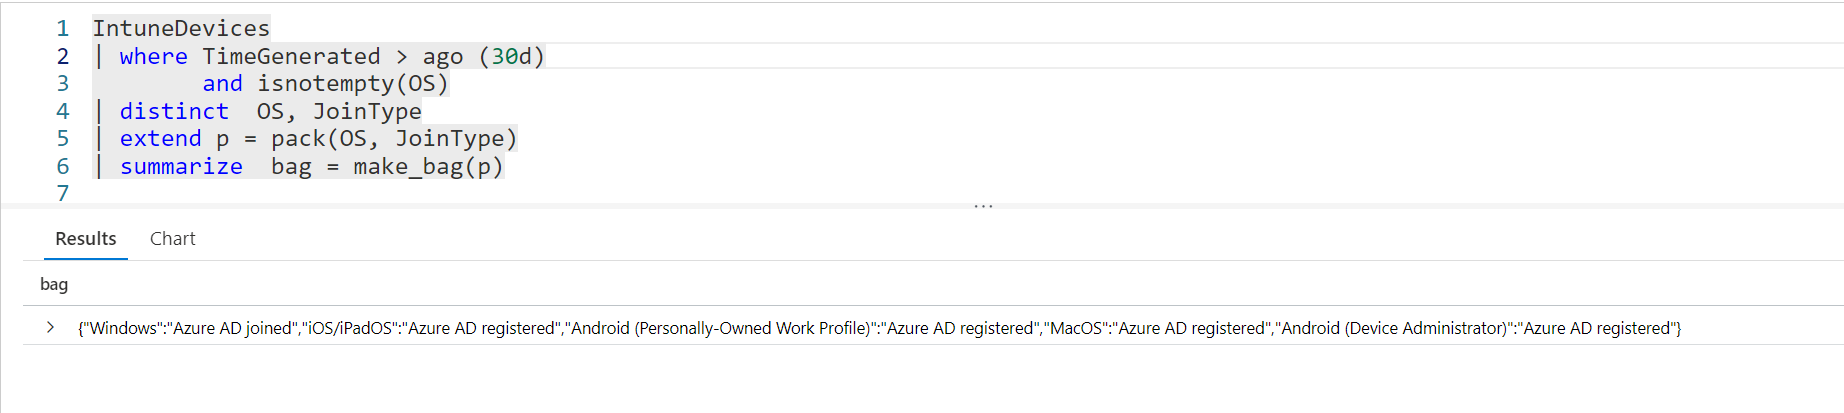 1 IntuneDevices
2 | where TimeGenerated > ago (30d)
3 and isnotempty(OS)
4 | distinct  OS, JoinType
5 | extend p = pack(OS, JoinType)
6 | summarize  bag = make_bag(p)
7
...
Results Chart
bag
> {"Windows":"Azure AD joined","iOS/iPadOS":"Azure AD registered","Android (Personally-Owned Work Profile)":"Azure AD registered","MacOS":"Azure AD registered","Android (Device Administrator)":"Azure AD registered"}